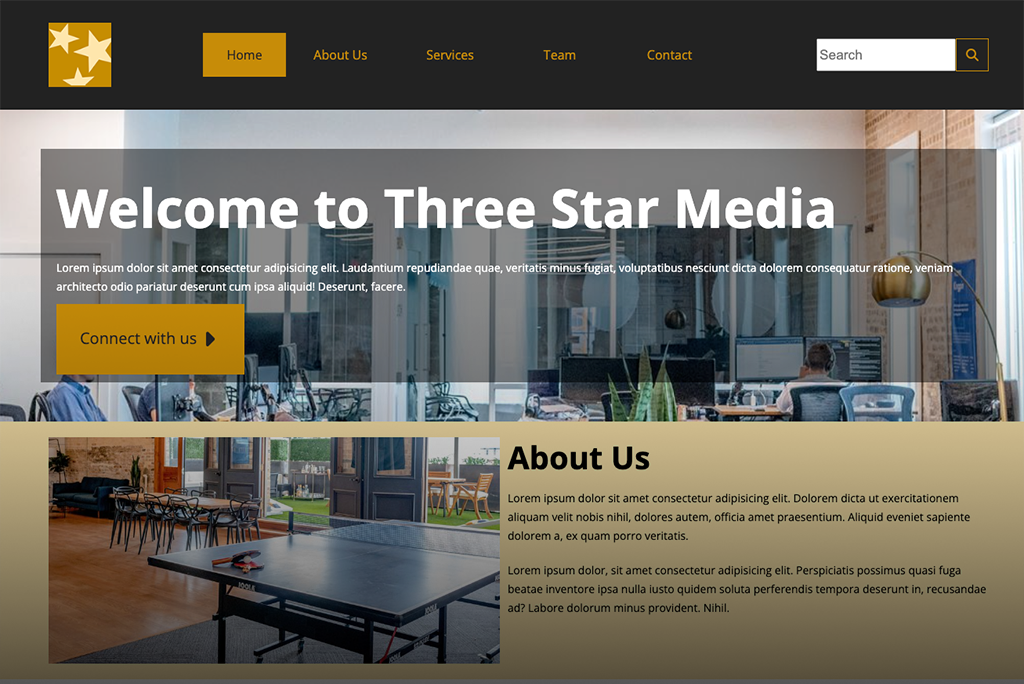 Home About Us Services Team Contact Search
Welcome to Three Star Media
Lorem ipsum dolor sit amet consectetur adipisicing elit. Laudantium repudiandae quae, veritatis minus fugiat, voluptatibus nesciunt dicta dolorem consequatur ratione, veniam
architecto odio pariatur deserunt cum ipsa aliquid! Deserunt, facere.
Connect with us
About Us
Lorem ipsum dolor sit amet consectetur adipisicing elit. Dolorem dicta ut exercitationem
aliquam velit nobis nihil, dolores autem, officia amet praesentium. Aliquid eveniet sapiente
dolorem a, ex quam porro veritatis.
Lorem ipsum dolor, sit amet consectetur adipisicing elit. Perspiciatis possimus quasi fuga
beatae inventore ipsa nulla iusto quidem soluta perferendis tempora deserunt in, recusandae
ad? Labore dolorum minus provident. Nihil.
JOOLA